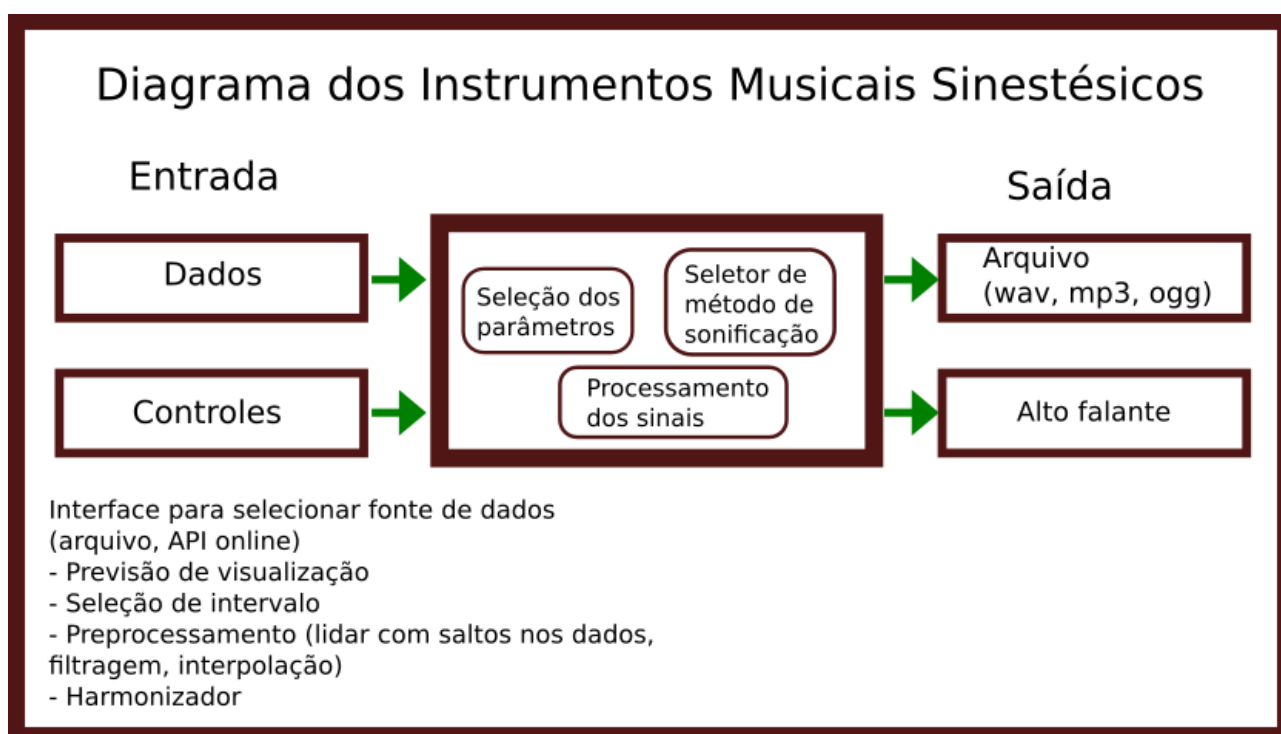 Diagrama dos Instrumentos Musicais Sinestésicos
Entrada
Dados
Controles
Seleção dos
parâmetros
Seletor de
método de
sonificação
Processamento
dos sinais
Saída
Arquivo
(wav, mp3, ogg)
Alto falante
Interface para selecionar fonte de dados
(arquivo, API online)
- Previsão de visualização
- Seleção de intervalo
- Preprocessamento (lidar com saltos nos dados,
filtragem, interpolação)
- Harmonizador